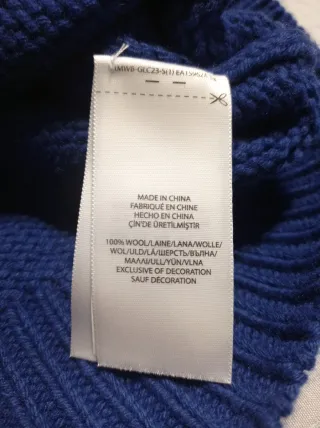 MADE IN CHINA
FABRIQUÉ EN CHINE
HECHO EN CHINA
ÇİN'DE ÜRETİLMİŞTİR
100% WOOL/LAINE/LANA/WOLLE/
WOL/ULD/LÃ/ШЕРСТЬ/ВЪЛНА/
ΜΑΛΛΙ/ULL/YÜN/VLNA
EXCLUSIVE OF DECORATION
SAUF DÉCORATION